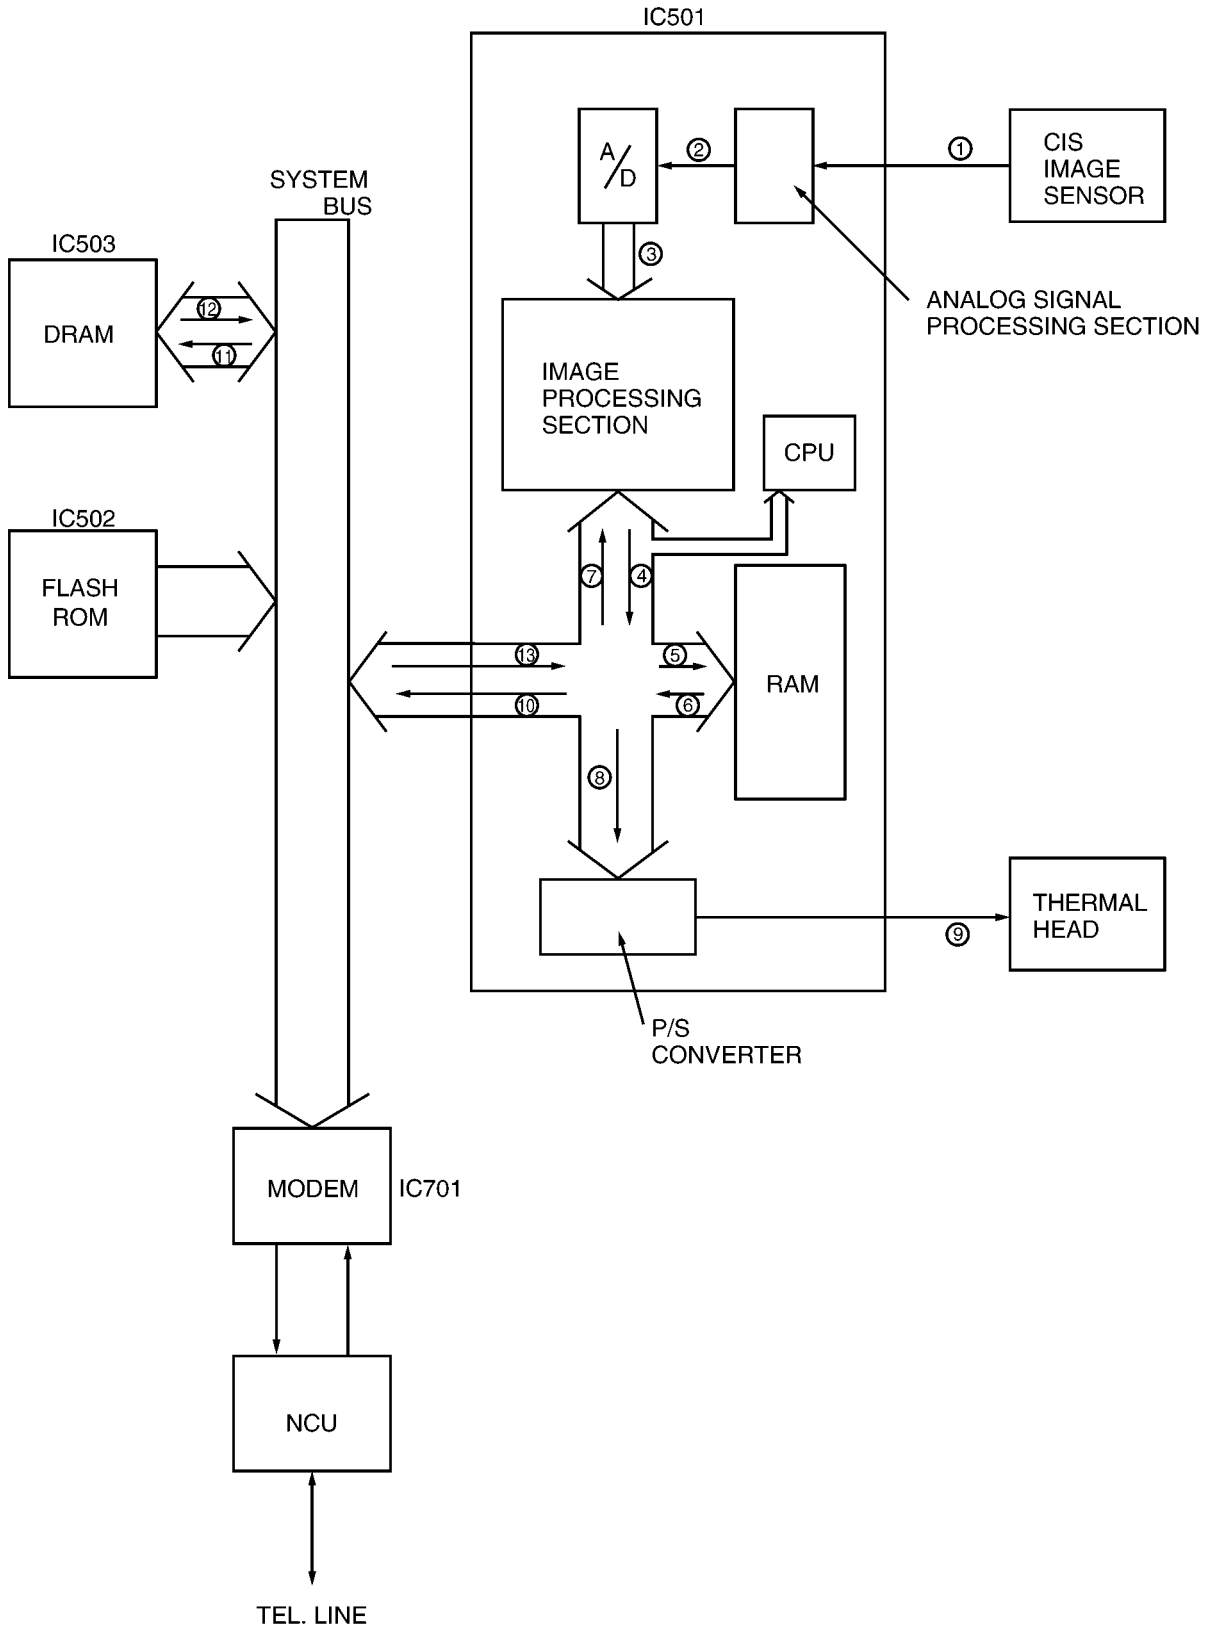 IC501
A/D
②
①
CIS
IMAGE
SENSOR
SYSTEM
BUS
IC503
DRAM
⑫
⑪
③
ANALOG SIGNAL
PROCESSING SECTION
IMAGE
PROCESSING
SECTION
CPU
IC502
FLASH
ROM
⑦
④
⑬
⑤
RAM
⑩
⑥
⑧
THERMAL
HEAD
⑨
P/S
CONVERTER
MODEM
IC701
NCU
TEL. LINE